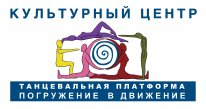 КУЛЬТУРНЫЙ ЦЕНТР
ТАНЦЕВАЛЬНАЯ ПЛАТФОРМА
ПОГРУЖЕНИЕ В ДВИЖЕНИЕ